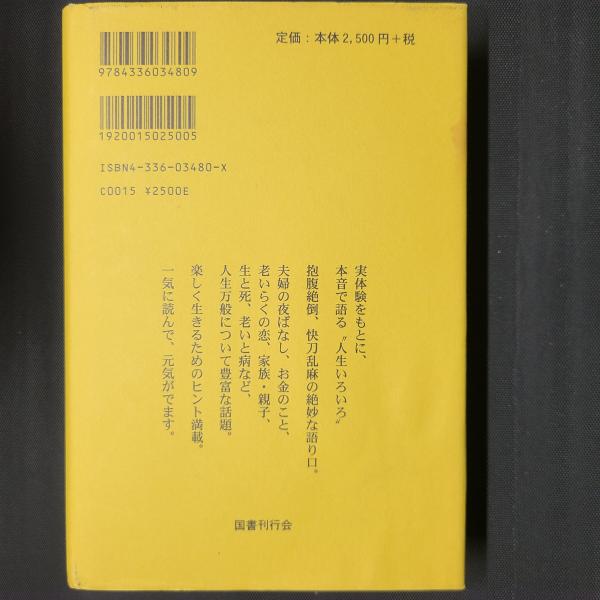 定価：本体2,500円＋税
9784336034809
1920015025005
ISBN4-336-03480-X
C0015 ¥2500E
実体験をもとに、
本音で語る〝人生いろいろ〟
抱腹絶倒、快刀乱麻の絶妙な語り口。
夫婦の夜ばなし、お金のこと、
老いらくの恋、家族・親子、
生と死、老いと病など、
人生万般について豊富な話題。
楽しく生きるためのヒント満載。
一気に読んで、元気がでます。
国書刊行会